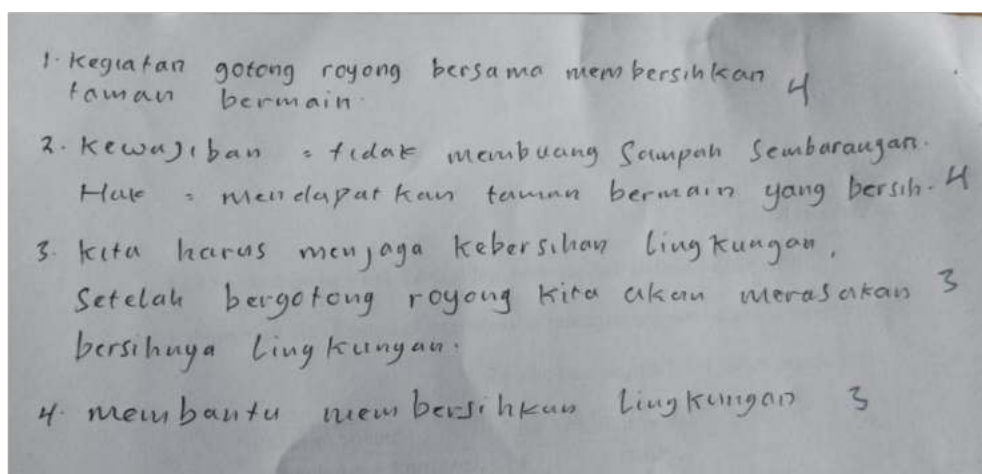 1. Kegiatan gotong royong bersama membersihkan 4
taman bermain.
2. Kewajiban = tidak membuang Sampah Sembarangan.
Hak = mendapatkan taman bermain yang bersih. 4
3. kita harus menjaga kebersihan lingkungan,
Setelah bergotong royong kita akan merasakan 3
bersihnya lingkungan.
4. membantu membersihkan lingkungan 3